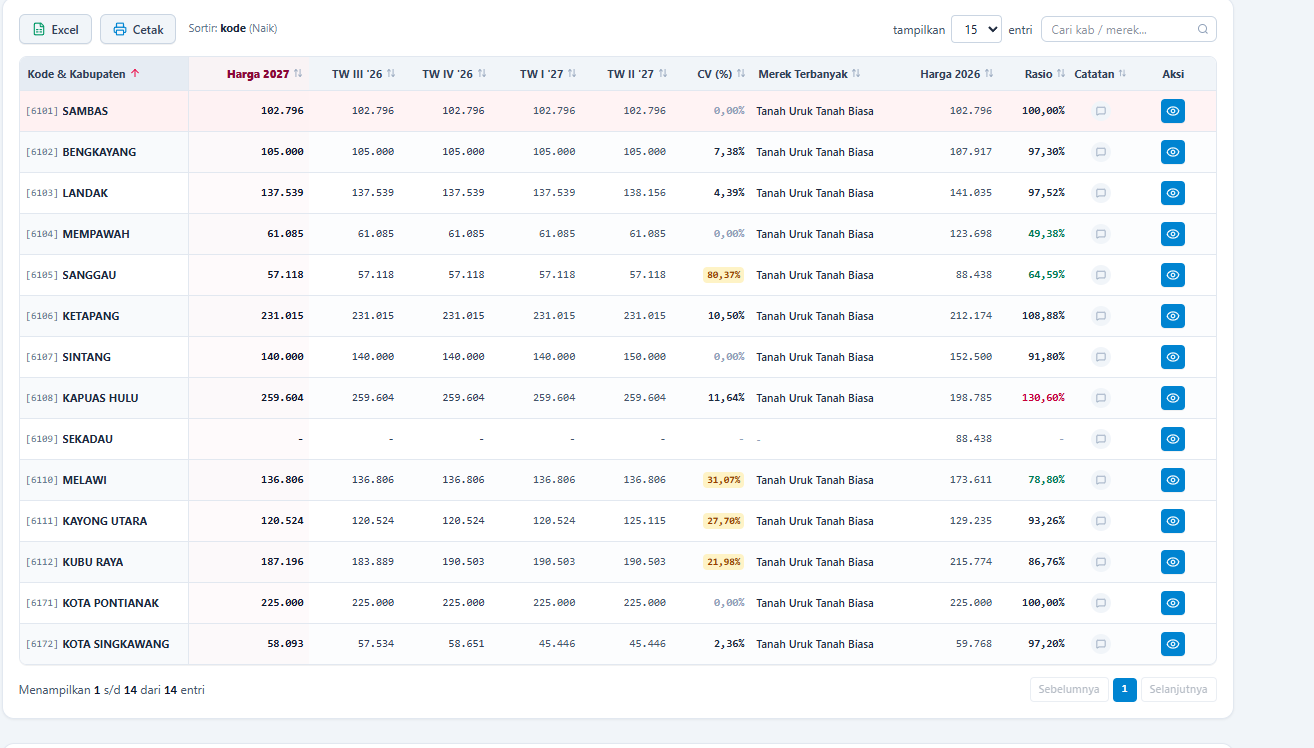 Excel Cetak Sortir: kode (Naik) tampilkan 15 entri Cari kab / merek...
Kode & Kabupaten Harga 2027 TW III '26 TW IV '26 TW I '27 TW II '27 CV (%) Merek Terbanyak Harga 2026 Rasio Catatan Aksi
[6101] SAMBAS 102.796 102.796 102.796 102.796 102.796 0,00% Tanah Uruk Tanah Biasa 102.796 100,00%
[6102] BENGKAYANG 105.000 105.000 105.000 105.000 105.000 7,38% Tanah Uruk Tanah Biasa 107.917 97,30%
[6103] LANDAK 137.539 137.539 137.539 137.539 138.156 4,39% Tanah Uruk Tanah Biasa 141.035 97,52%
[6104] MEMPAWAH 61.085 61.085 61.085 61.085 61.085 0,00% Tanah Uruk Tanah Biasa 123.698 49,38%
[6105] SANGGAU 57.118 57.118 57.118 57.118 57.118 80,37% Tanah Uruk Tanah Biasa 88.438 64,59%
[6106] KETAPANG 231.015 231.015 231.015 231.015 231.015 10,50% Tanah Uruk Tanah Biasa 212.174 108,88%
[6107] SINTANG 140.000 140.000 140.000 140.000 150.000 0,00% Tanah Uruk Tanah Biasa 152.500 91,80%
[6108] KAPUAS HULU 259.604 259.604 259.604 259.604 259.604 11,64% Tanah Uruk Tanah Biasa 198.785 130,60%
[6109] SEKADAU - - - - - - - 88.438 -
[6110] MELAWI 136.806 136.806 136.806 136.806 136.806 31,07% Tanah Uruk Tanah Biasa 173.611 78,80%
[6111] KAYONG UTARA 120.524 120.524 120.524 120.524 125.115 27,70% Tanah Uruk Tanah Biasa 129.235 93,26%
[6112] KUBU RAYA 187.196 183.889 190.503 190.503 190.503 21,98% Tanah Uruk Tanah Biasa 215.774 86,76%
[6171] KOTA PONTIANAK 225.000 225.000 225.000 225.000 225.000 0,00% Tanah Uruk Tanah Biasa 225.000 100,00%
[6172] KOTA SINGKAWANG 58.093 57.534 58.651 45.446 45.446 2,36% Tanah Uruk Tanah Biasa 59.768 97,20%
Menampilkan 1 s/d 14 dari 14 entri Sebelumnya 1 Selanjutnya